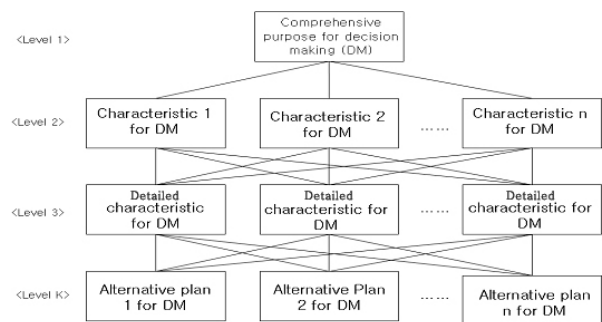 <Level 1>
Comprehensive
purpose for decision
making (DM)
<Level 2>
Characteristic 1
for DM
Characteristic 2
for DM
......
Characteristic n
for DM
<Level 3>
Detailed
characteristic
for DM
Detailed
characteristic for
DM
......
Detailed
characteristic for
DM
<Level K>
Alternative plan
1 for DM
Alternative Plan
2 for DM
......
Alternative plan
n for DM